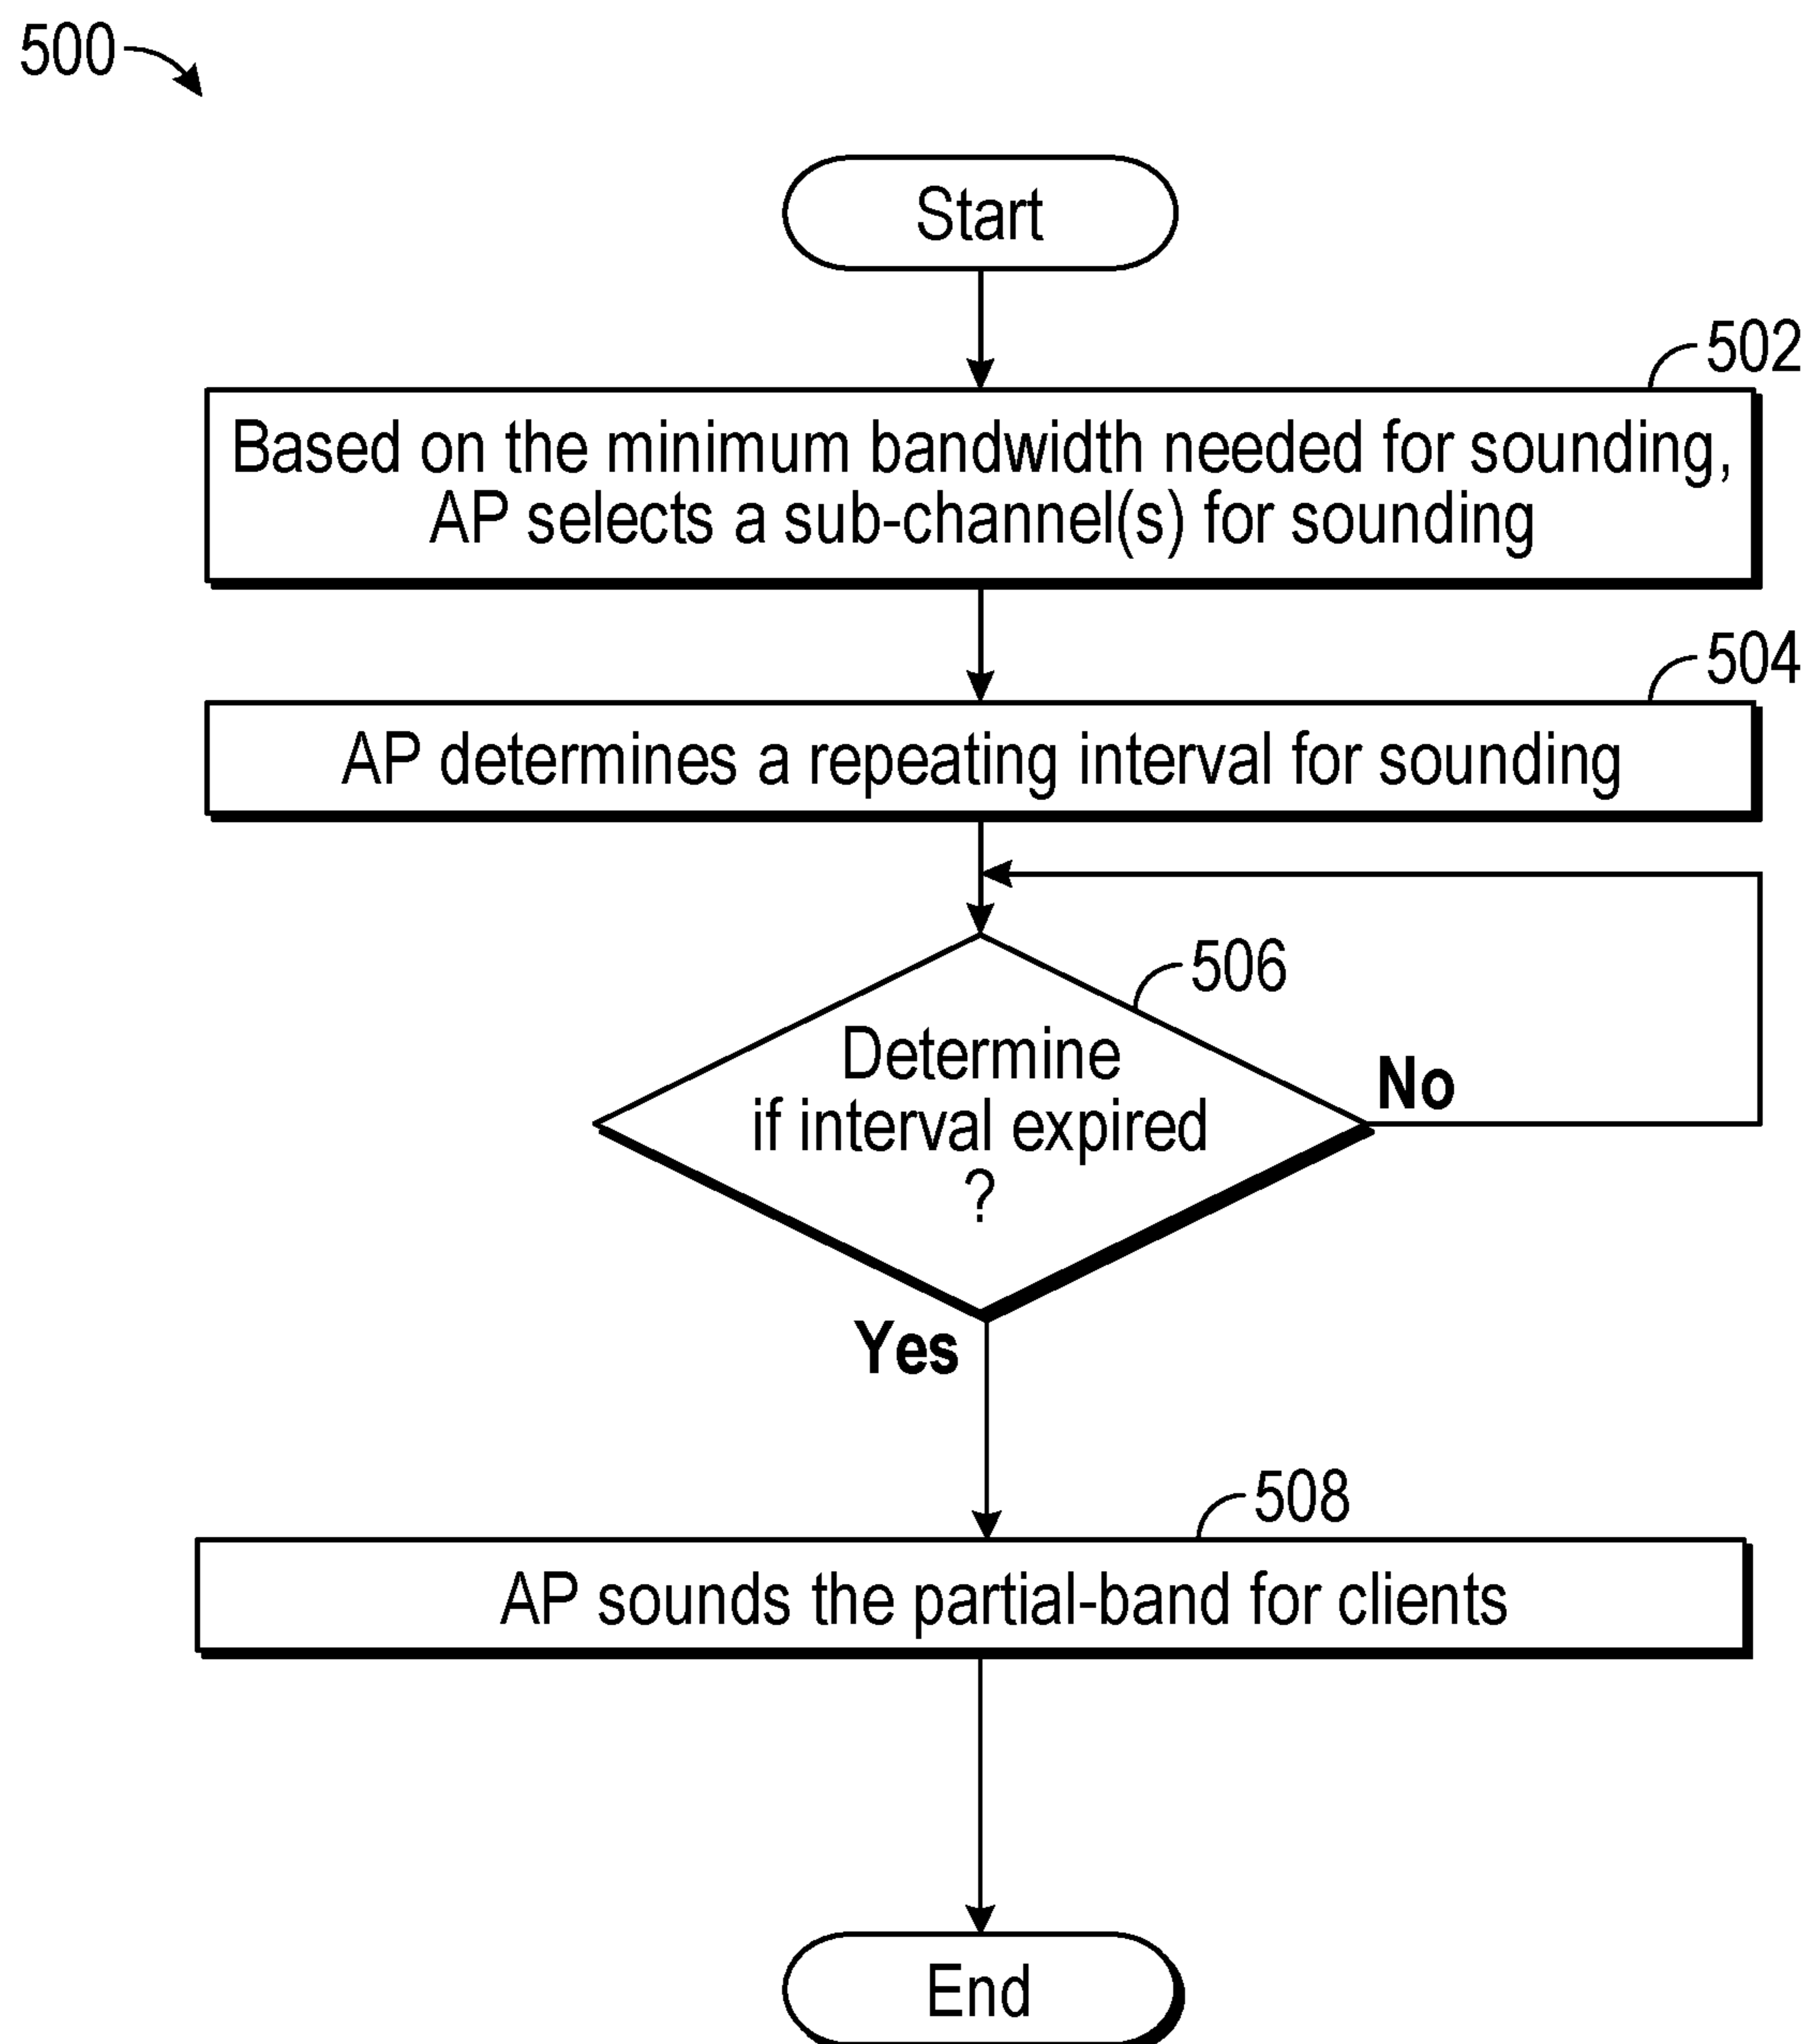 500
Start
502
Based on the minimum bandwidth needed for sounding,
AP selects a sub-channel(s) for sounding
504
AP determines a repeating interval for sounding
506
Determine
if interval expired
?
No
Yes
508
AP sounds the partial-band for clients
End